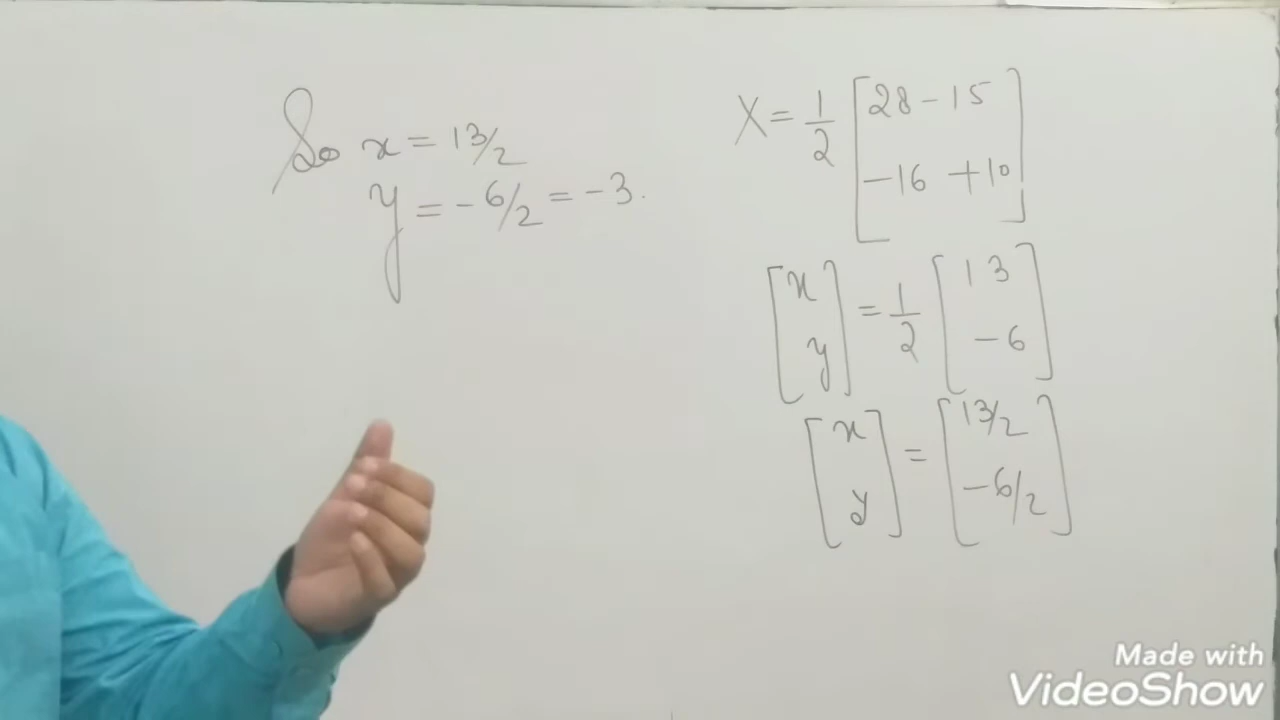 So x = 13/2
y = -6/2 = -3.
X = 1/2 [28 - 15
-16 + 10]
[x
y] = 1/2 [13
-6]
[x
y] = [13/2
-6/2]
Made with
VideoShow